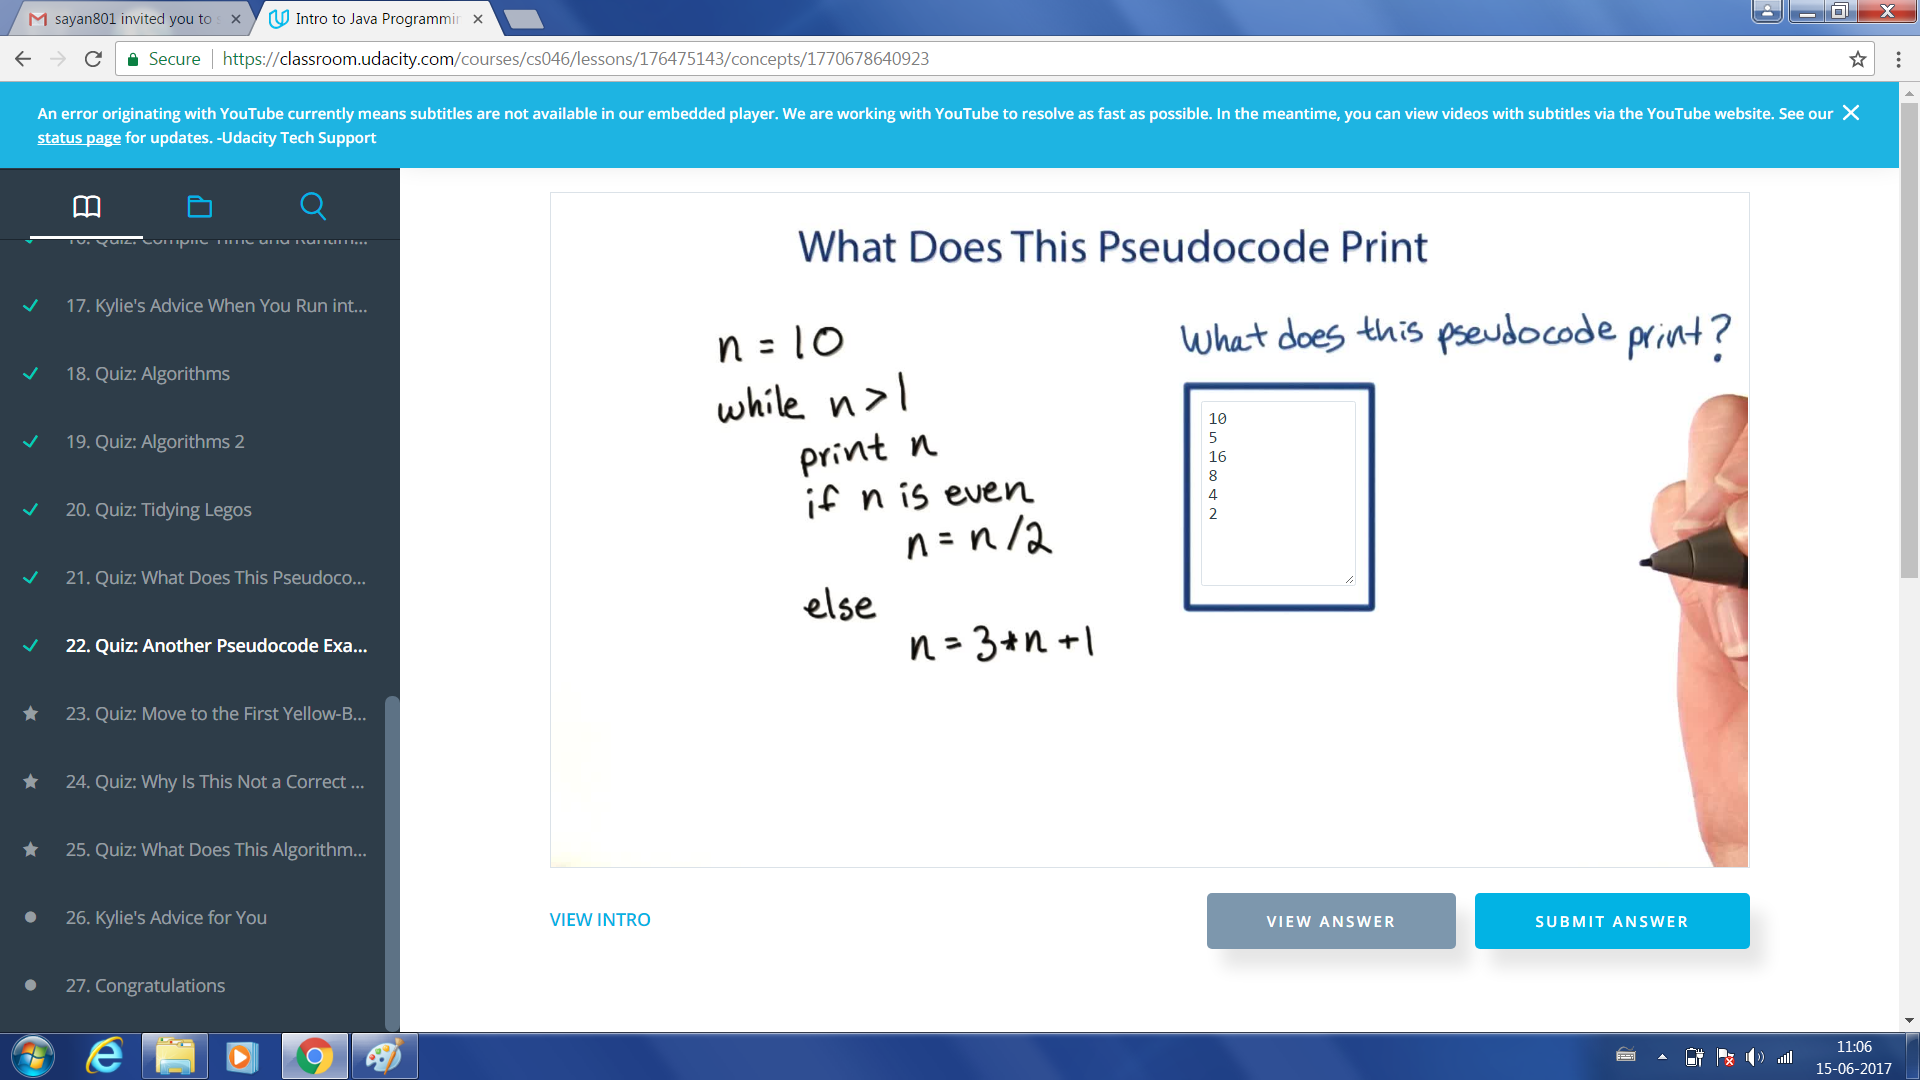 sayan801 invited you to s
Intro to Java Programmin
Secure
https://classroom.udacity.com/courses/cs046/lessons/176475143/concepts/1770678640923
An error originating with YouTube currently means subtitles are not available in our embedded player. We are working with YouTube to resolve as fast as possible. In the meantime, you can view videos with subtitles via the YouTube website. See our
status page for updates. -Udacity Tech Support
16. Quiz: Compile-Time and Runtim...
17. Kylie's Advice When You Run int...
18. Quiz: Algorithms
19. Quiz: Algorithms 2
20. Quiz: Tidying Legos
21. Quiz: What Does This Pseudoco...
22. Quiz: Another Pseudocode Exa...
23. Quiz: Move to the First Yellow-B...
24. Quiz: Why Is This Not a Correct ...
25. Quiz: What Does This Algorithm...
26. Kylie's Advice for You
27. Congratulations
What Does This Pseudocode Print
n = 10
while n > 1
print n
if n is even
n = n / 2
else
n = 3 * n + 1
What does this pseudocode print?
10
5
16
8
4
2
VIEW INTRO
VIEW ANSWER
SUBMIT ANSWER
11:06
15-06-2017